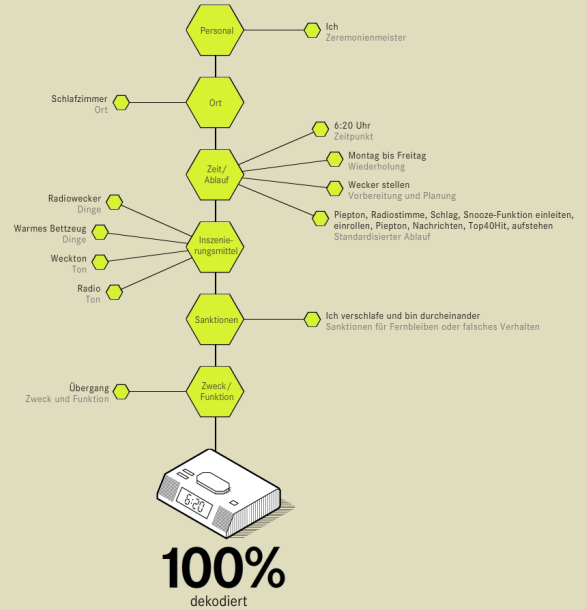 Personal
Ich
Zeremonienmeister
Schlafzimmer
Ort
Ort
6:20 Uhr
Zeitpunkt
Montag bis Freitag
Wiederholung
Zeit/
Ablauf
Wecker stellen
Vorbereitung und Planung
Piepton, Radiostimme, Schlag, Snooze-Funktion einleiten,
einrollen, Piepton, Nachrichten, Top40Hit, aufstehen
Standardisierter Ablauf
Radiowecker
Dinge
Warmes Bettzeug
Dinge
Inszenie-
rungsmittel
Weckton
Ton
Radio
Ton
Sanktionen
Ich verschlafe und bin durcheinander
Sanktionen für Fernbleiben oder falsches Verhalten
Übergang
Zweck und Funktion
Zweck/
Funktion
6:20
100%
dekodiert